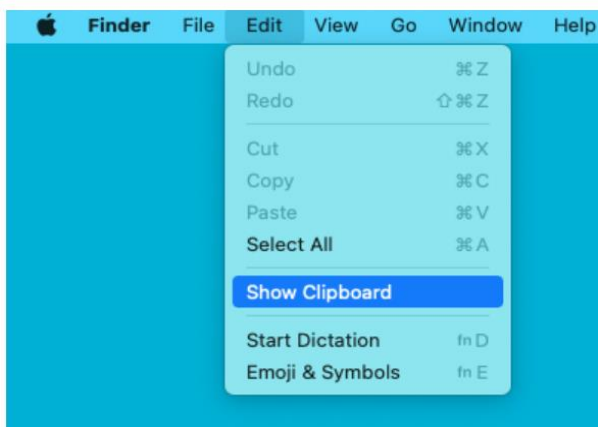 Finder File Edit View Go Window Help
Undo ⌘ Z
Redo ⇧ ⌘ Z
Cut ⌘ X
Copy ⌘ C
Paste ⌘ V
Select All ⌘ A
Show Clipboard
Start Dictation fn D
Emoji & Symbols fn E